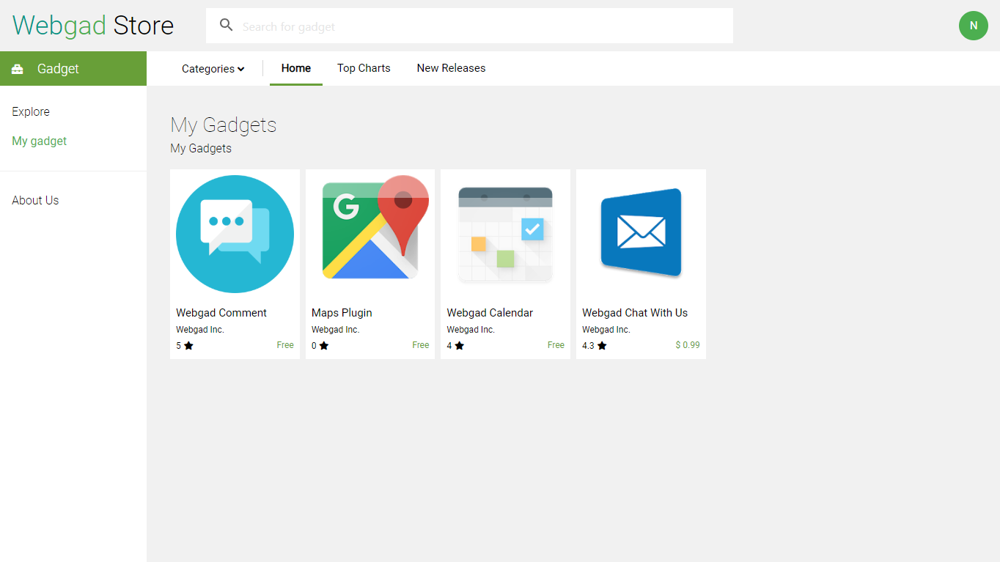 Webgad Store
Search for gadget
N
Gadget
Categories
Home
Top Charts
New Releases
Explore
My gadget
About Us
My Gadgets
My Gadgets
G
Webgad Comment
Webgad Inc.
5
Free
Maps Plugin
Webgad Inc.
0
Free
Webgad Calendar
Webgad Inc.
4
Free
Webgad Chat With Us
Webgad Inc.
4.3
$ 0.99